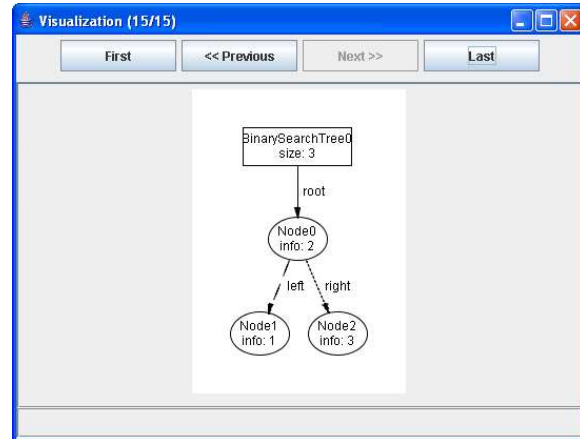 Visualization (15/15)
First << Previous Next >> Last
BinarySearchTree0
size: 3
root
Node0
info: 2
left right
Node1 Node2
info: 1 info: 3